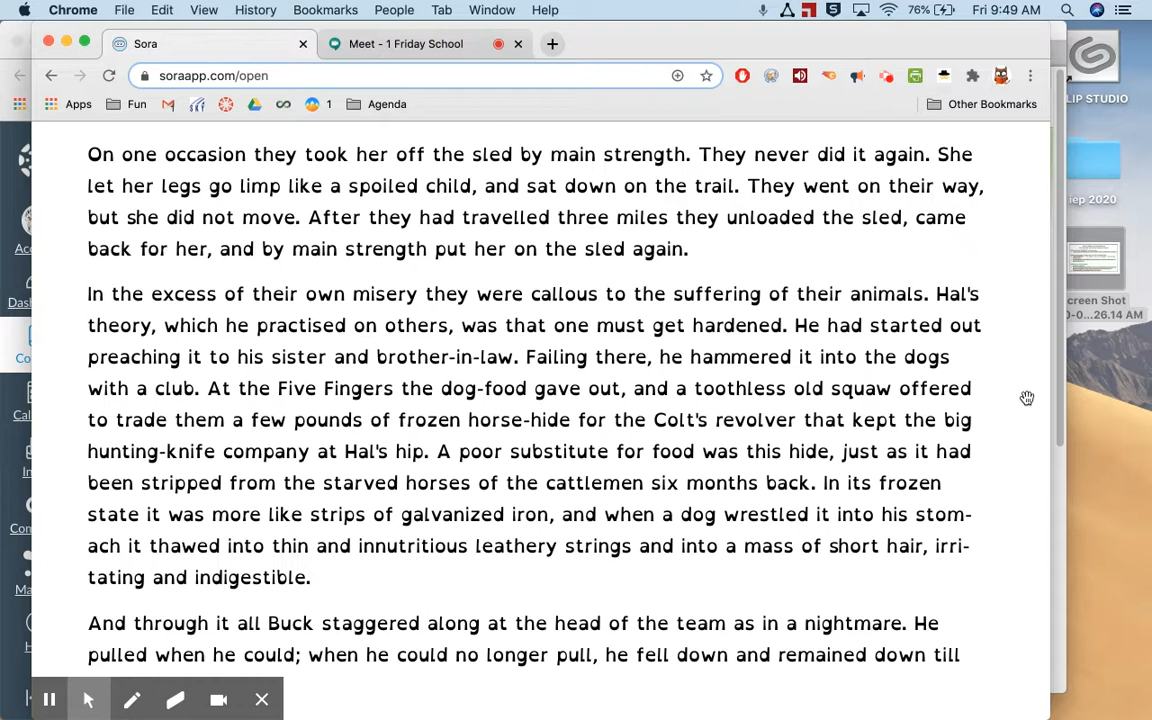 Chrome File Edit View History Bookmarks People Tab Window Help 76% Fri 9:49 AM
Sora Meet - 1 Friday School
soraapp.com/open
Apps Fun 1 Agenda Other Bookmarks
LIP STUDIO
iep 2020
creen Shot
0-0...26.14 AM
On one occasion they took her off the sled by main strength. They never did it again. She
let her legs go limp like a spoiled child, and sat down on the trail. They went on their way,
but she did not move. After they had travelled three miles they unloaded the sled, came
back for her, and by main strength put her on the sled again.
In the excess of their own misery they were callous to the suffering of their animals. Hal's
theory, which he practised on others, was that one must get hardened. He had started out
preaching it to his sister and brother-in-law. Failing there, he hammered it into the dogs
with a club. At the Five Fingers the dog-food gave out, and a toothless old squaw offered
to trade them a few pounds of frozen horse-hide for the Colt's revolver that kept the big
hunting-knife company at Hal's hip. A poor substitute for food was this hide, just as it had
been stripped from the starved horses of the cattlemen six months back. In its frozen
state it was more like strips of galvanized iron, and when a dog wrestled it into his stom-
ach it thawed into thin and innutritious leathery strings and into a mass of short hair, irri-
tating and indigestible.
And through it all Buck staggered along at the head of the team as in a nightmare. He
pulled when he could; when he could no longer pull, he fell down and remained down till
Acc
Dash
Co
Cal
In
Com
Ma
H